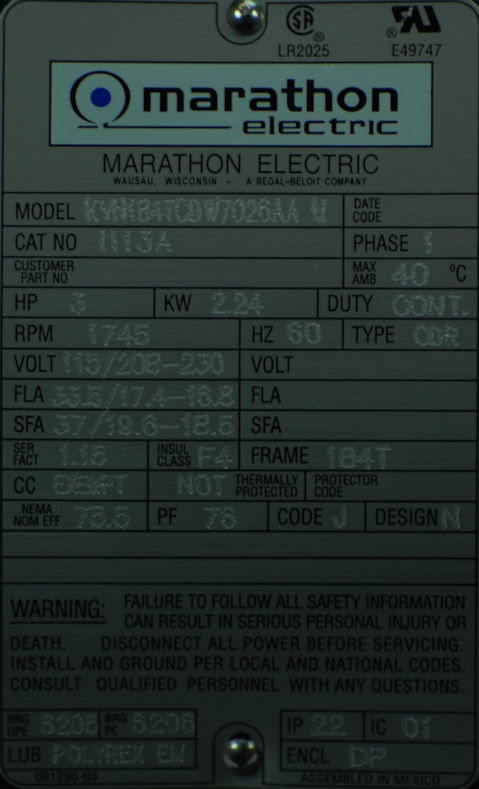 SA
LR2025
E49747
marathon
electric
MARATHON ELECTRIC
WAUSAU, WISCONSIN - A REGAL-BELOIT COMPANY
MODEL DATE CODE
CAT NO I113A PHASE 1
CUSTOMER PART NO MAX AMB 40 °C
HP 3 KW 2.24 DUTY CONT.
RPM 1745 HZ 60 TYPE CDR
VOLT 115/208-230 VOLT
FLA 33.5/17.4-16.8 FLA
SFA 37/19.6-18.5 SFA
SER FACT 1.15 INSUL CLASS F4 FRAME 184T
CC NOT THERMALLY PROTECTED PROTECTOR CODE
NEMA NOM EFF 75.5 PF 76 CODE J DESIGN N
WARNING: FAILURE TO FOLLOW ALL SAFETY INFORMATION
CAN RESULT IN SERIOUS PERSONAL INJURY OR
DEATH. DISCONNECT ALL POWER BEFORE SERVICING.
INSTALL AND GROUND PER LOCAL AND NATIONAL CODES.
CONSULT QUALIFIED PERSONNEL WITH ANY QUESTIONS.
BRG OPE 6205 BRG PE 6206 IP 22 IC 01
LUB POLYREX EM ENCL DP
081290-03 ASSEMBLED IN MEXICO